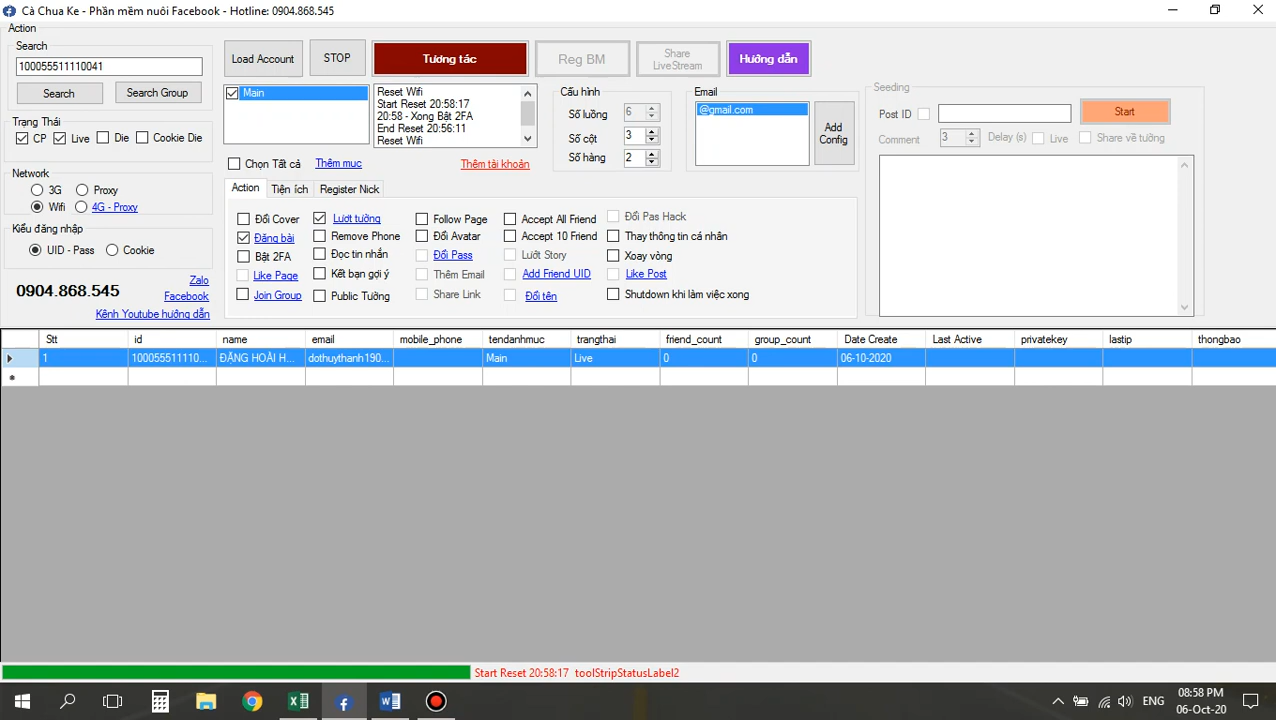 Cà Chua Ke - Phần mềm nuôi Facebook - Hotline: 0904.868.545
Action
Search
100055511110041
Search
Search Group
Trạng Thái
CP
Live
Die
Cookie Die
Network
3G
Proxy
Wifi
4G - Proxy
Kiểu đăng nhập
UID - Pass
Cookie
0904.868.545
Zalo
Facebook
Kênh Youtube hướng dẫn
Load Account
STOP
Tương tác
Reg BM
Share
LiveStream
Hướng dẫn
Main
Reset Wifi
Start Reset 20:58:17
20:58 - Xong Bật 2FA
End Reset 20:56:11
Reset Wifi
Chọn Tất cả
Thêm mục
Thêm tài khoản
Cấu hình
Số luồng
6
Số cột
3
Số hàng
2
Email
@gmail.com
Add
Config
Seeding
Post ID
Start
Comment
3
Delay (s)
Live
Share về tường
Action
Tiện ích
Register Nick
Đổi Cover
Lướt tường
Follow Page
Accept All Friend
Đổi Pas Hack
Đăng bài
Remove Phone
Đổi Avatar
Accept 10 Friend
Thay thông tin cá nhân
Bật 2FA
Đọc tin nhắn
Đổi Pass
Lướt Story
Xoay vòng
Like Page
Kết bạn gợi ý
Thêm Email
Add Friend UID
Like Post
Join Group
Public Tường
Share Link
Đổi tên
Shutdown khi làm việc xong
Stt
id
name
email
mobile_phone
tendanhmuc
trangthai
friend_count
group_count
Date Create
Last Active
privatekey
lastip
thongbao
1
100055511110...
ĐẶNG HOÀI H...
dothuythanh190...
Main
Live
0
0
06-10-2020
Start Reset 20:58:17
toolStripStatusLabel2
ENG
08:58 PM
06-Oct-20